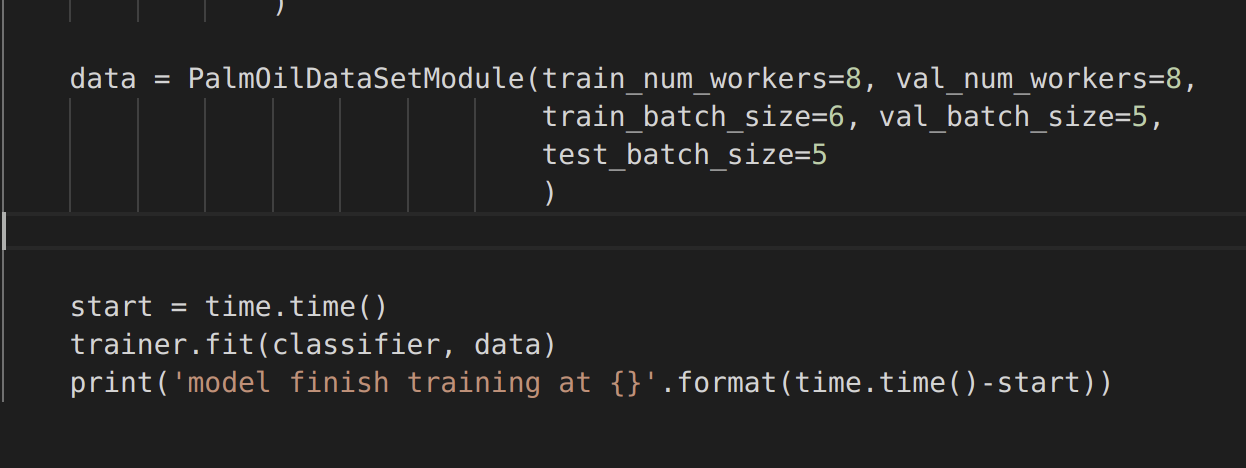 )
data = PalmOilDataSetModule(train_num_workers=8, val_num_workers=8,
train_batch_size=6, val_batch_size=5,
test_batch_size=5
)
start = time.time()
trainer.fit(classifier, data)
print('model finish training at {}'.format(time.time()-start))